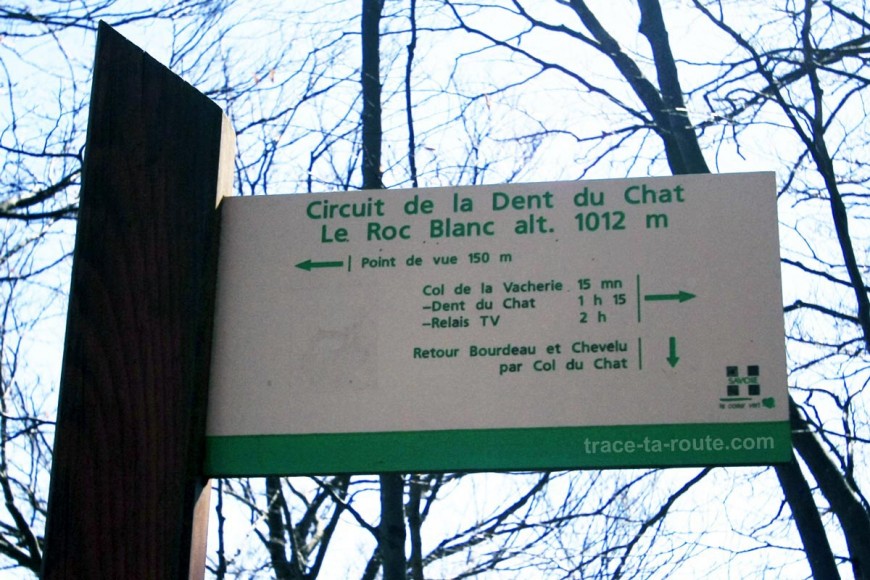 Circuit de la Dent du Chat
Le Roc Blanc alt. 1012 m
Point de vue 150 m
Col de la Vacherie 15 mn
–Dent du Chat 1 h 15
–Relais TV 2 h
Retour Bourdeau et Chevelu
par Col du Chat
SAVOIE
trace-ta-route.com